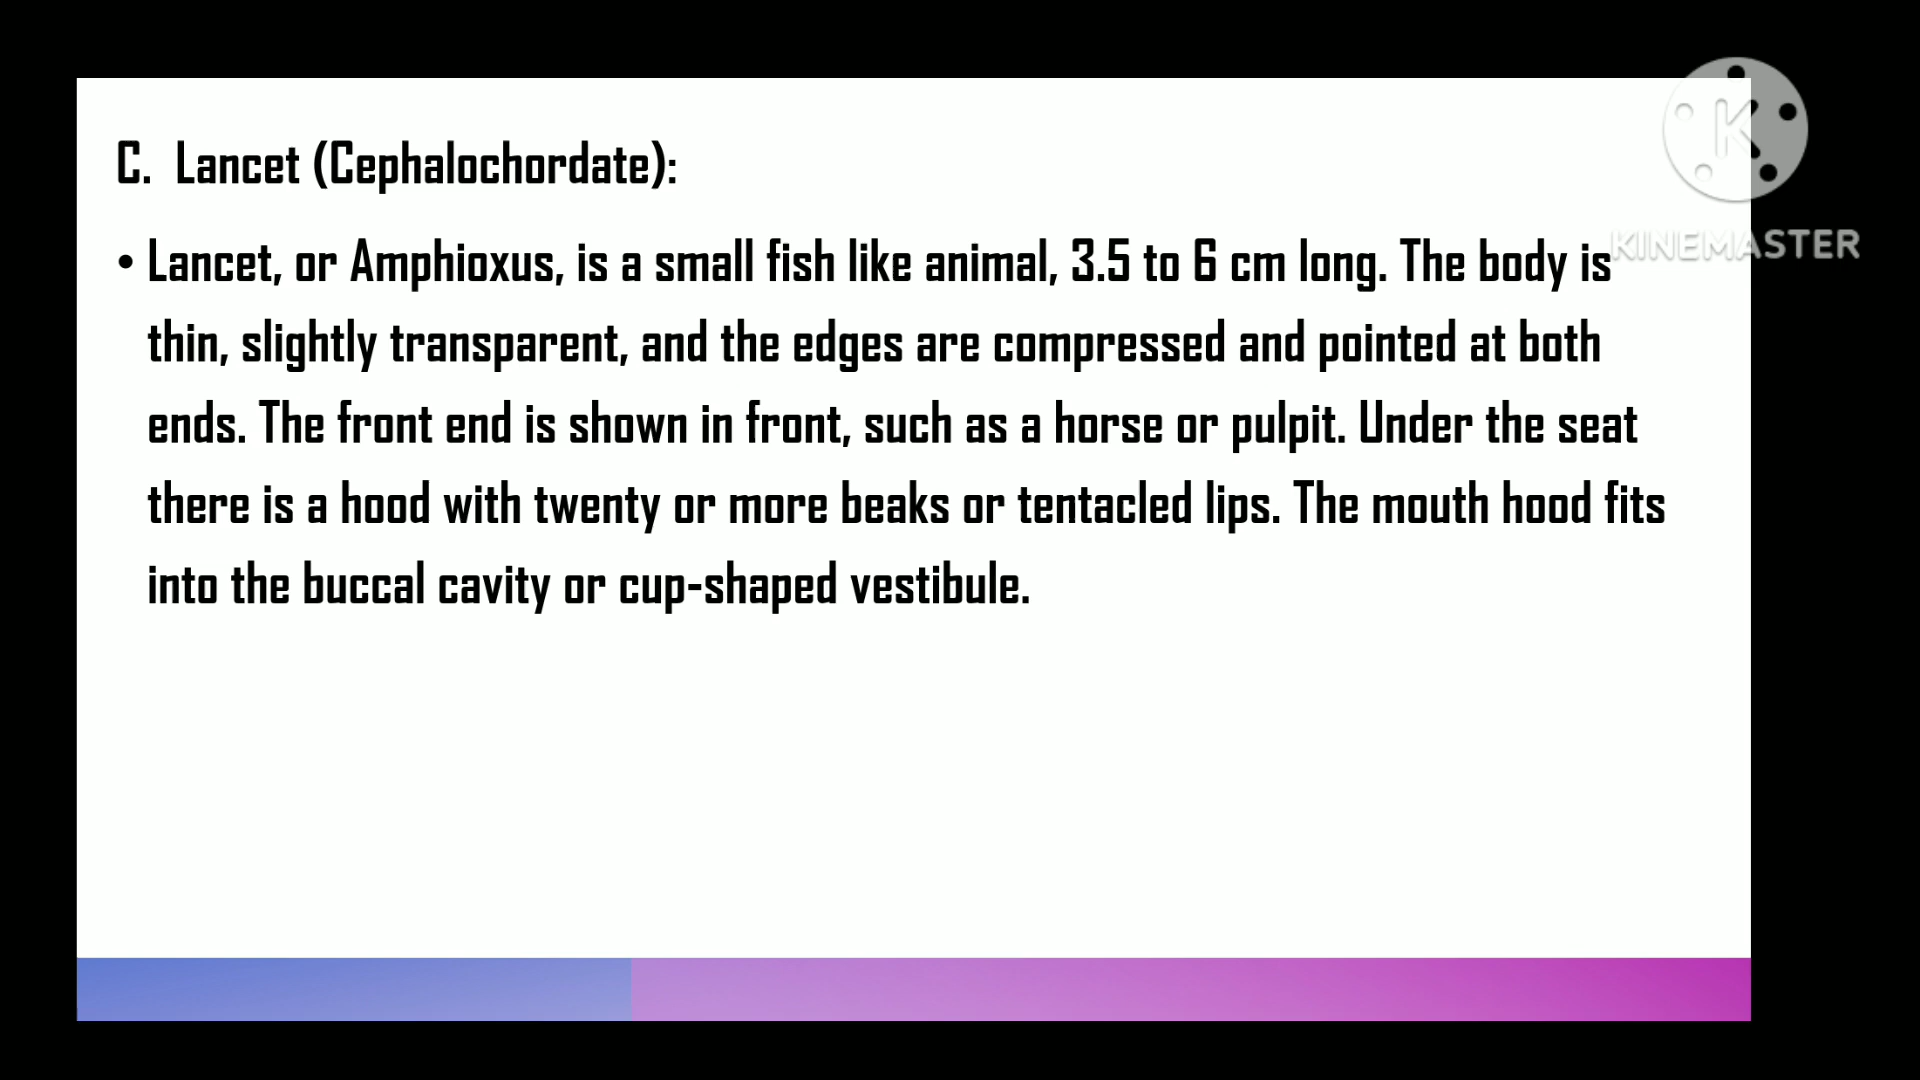 C. Lancet (Cephalochordate):
• Lancet, or Amphioxus, is a small fish like animal, 3.5 to 6 cm long. The body is
thin, slightly transparent, and the edges are compressed and pointed at both
ends. The front end is shown in front, such as a horse or pulpit. Under the seat
there is a hood with twenty or more beaks or tentacled lips. The mouth hood fits
into the buccal cavity or cup-shaped vestibule.
K
KINEMASTER